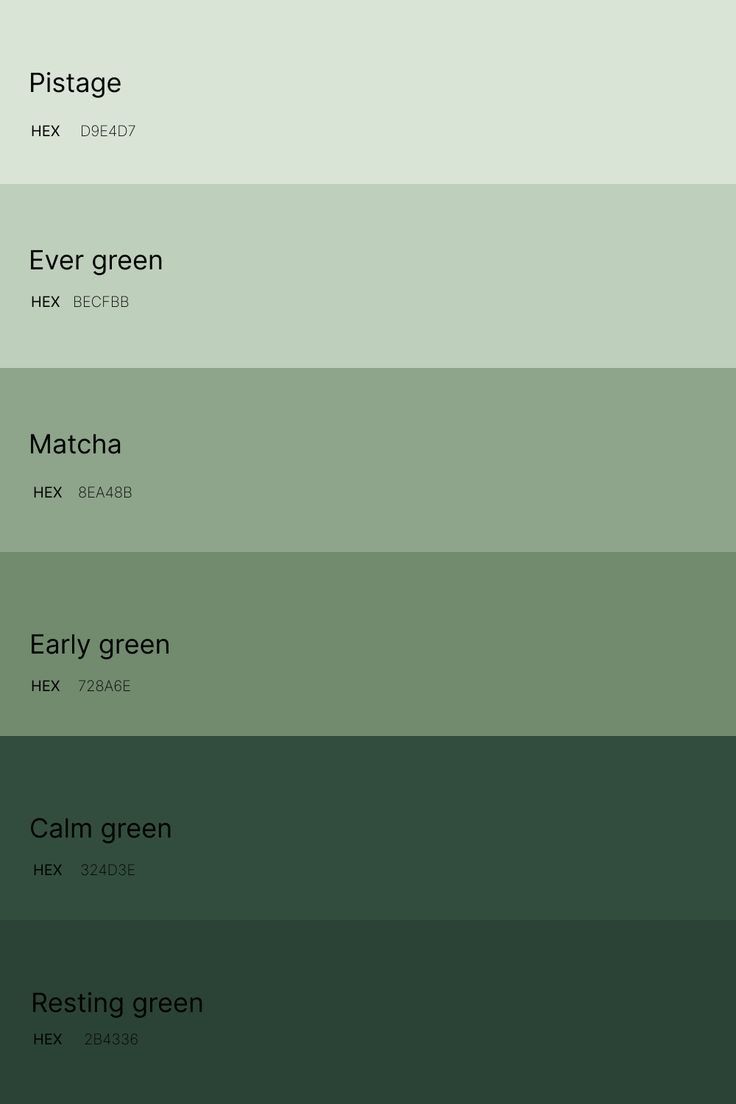 Pistage
HEX D9E4D7
Ever green
HEX BECFBB
Matcha
HEX 8EA48B
Early green
HEX 728A6E
Calm green
HEX 324D3E
Resting green
HEX 2B4336